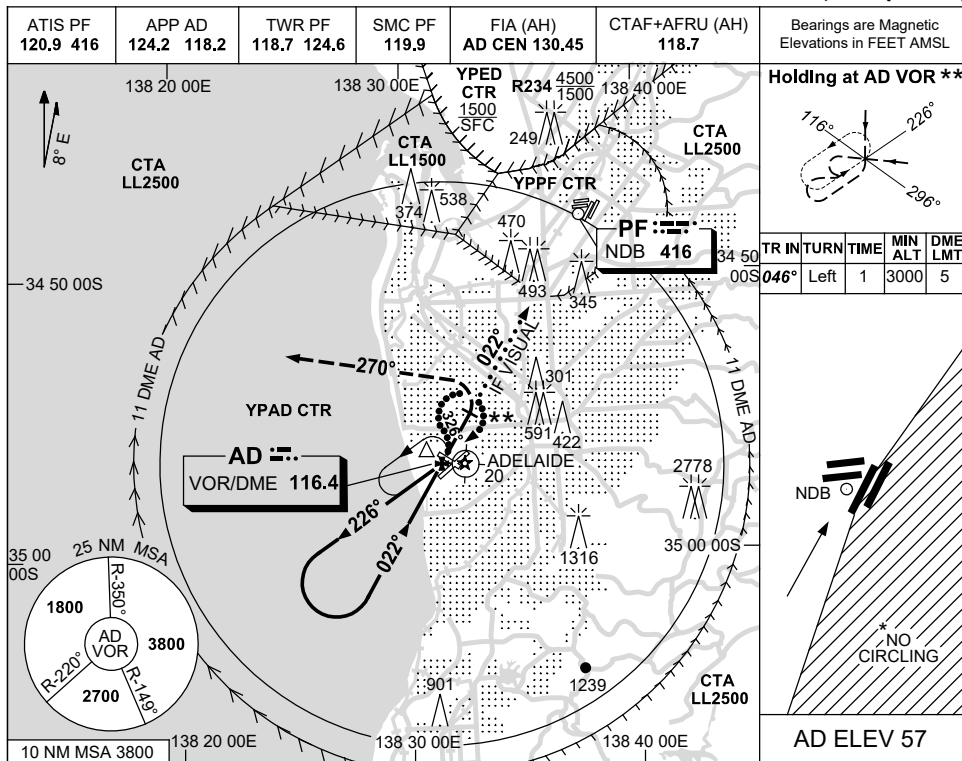 ATIS PF
120.9 416
APP AD
124.2 118.2
TWR PF
118.7 124.6
SMC PF
119.9
FIA (AH)
AD CEN 130.45
CTAF+AFRU (AH)
118.7
Bearings are Magnetic
Elevations in FEET AMSL
138 20 00E
138 30 00E
138 40 00E
8° E
CTA
LL2500
YPED
CTR
1500
SFC
R234
4500
1500
249
CTA
LL1500
CTA
LL2500
374
538
YPPF CTR
470
493
345
PF
NDB 416
34 50 00S
34 50
00S
022°
IF VISUAL
270°
11 DME AD
11 DME AD
YPAD CTR
326°
**
301
591
422
AD
VOR/DME 116.4
ADELAIDE
20
2778
226°
022°
1316
35 00 00S
35 00
00S
25 NM MSA
R-350°
1800
AD
VOR
3800
R-220°
2700
R-149°
901
1239
CTA
LL2500
10 NM MSA 3800
138 20 00E
138 30 00E
138 40 00E
Holding at AD VOR **
116°
226°
296°
TR IN TURN TIME MIN ALT DME LMT
046° Left 1 3000 5
NDB
*NO
CIRCLING
AD ELEV 57